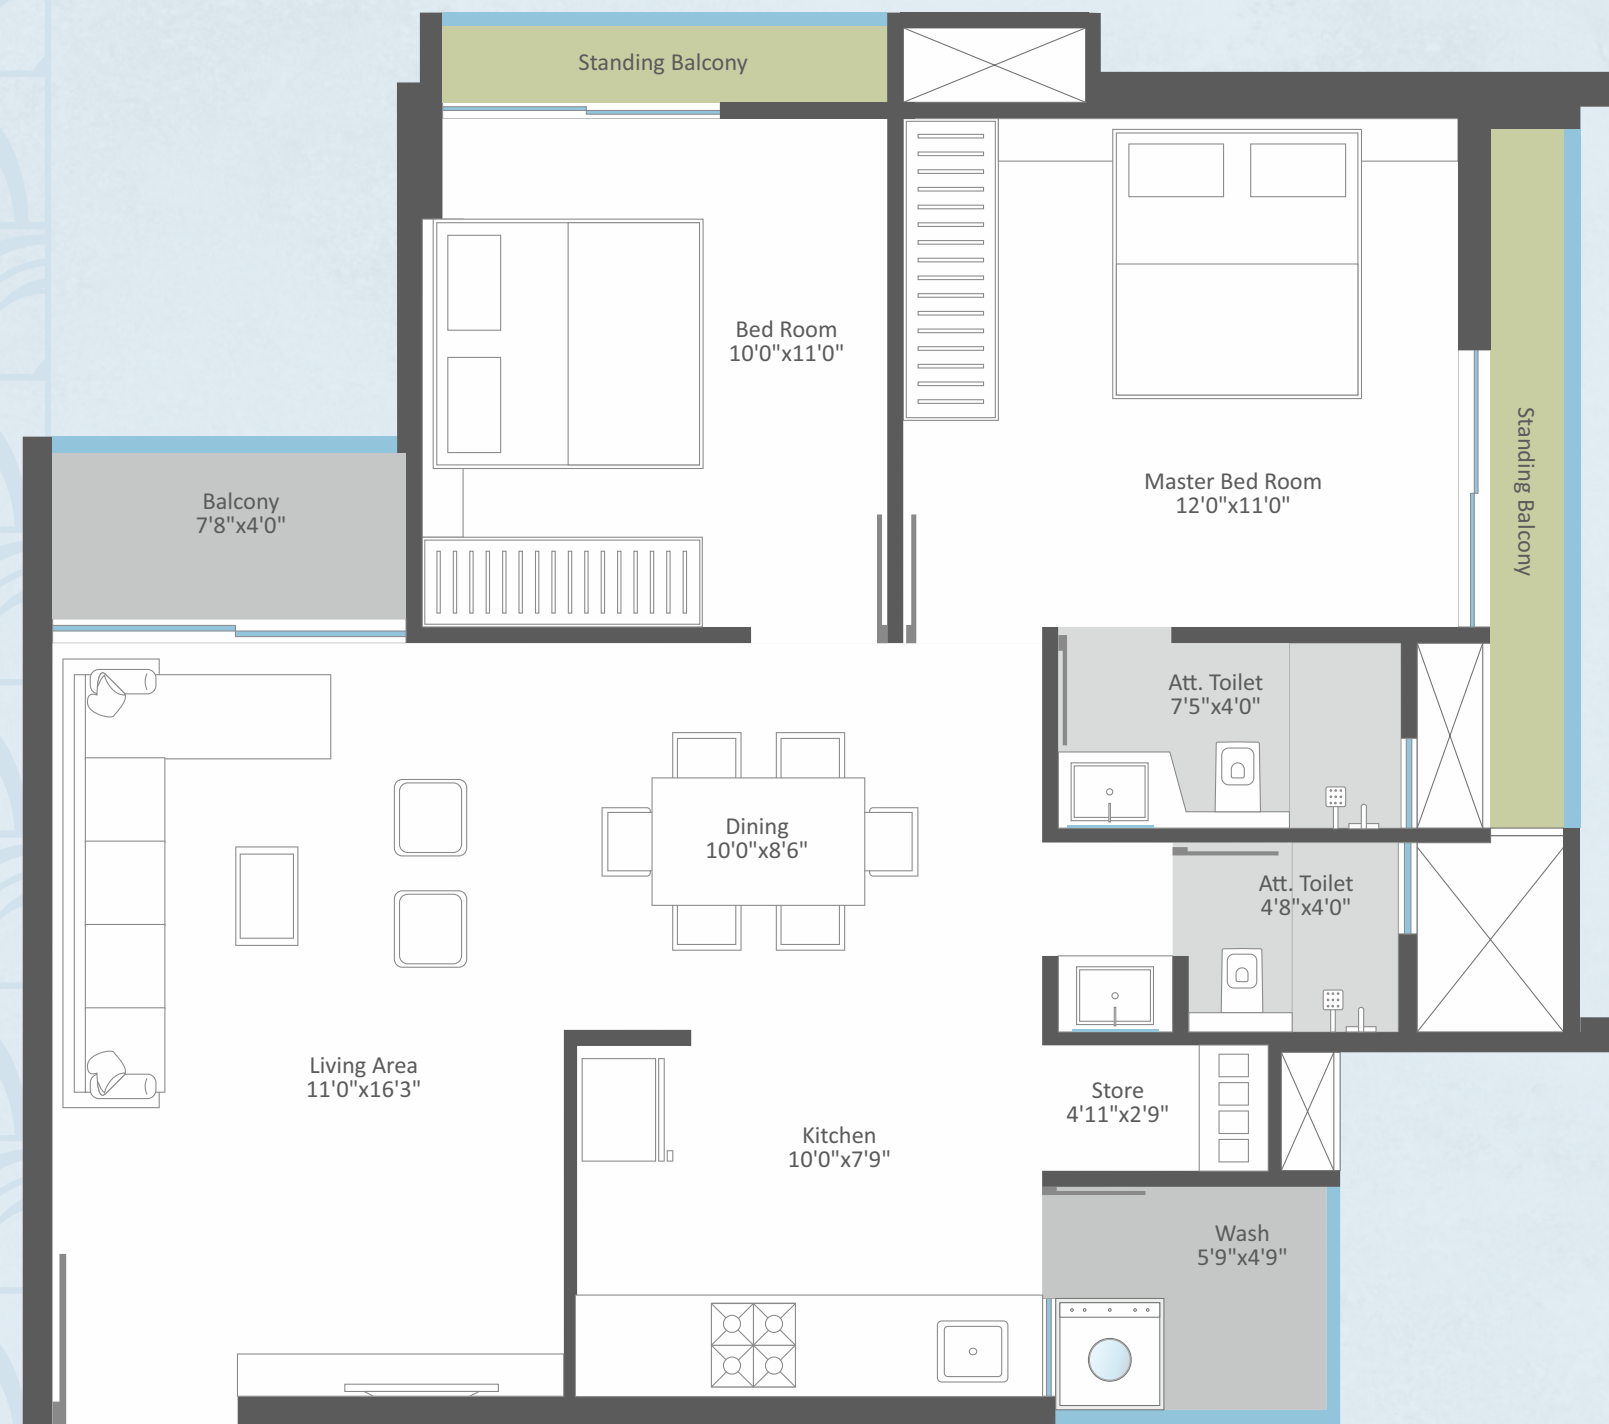 Standing Balcony
Bed Room
10'0"x11'0"
Master Bed Room
12'0"x11'0"
Standing Balcony
Balcony
7'8"x4'0"
Att. Toilet
7'5"x4'0"
Dining
10'0"x8'6"
Att. Toilet
4'8"x4'0"
Living Area
11'0"x16'3"
Store
4'11"x2'9"
Kitchen
10'0"x7'9"
Wash
5'9"x4'9"